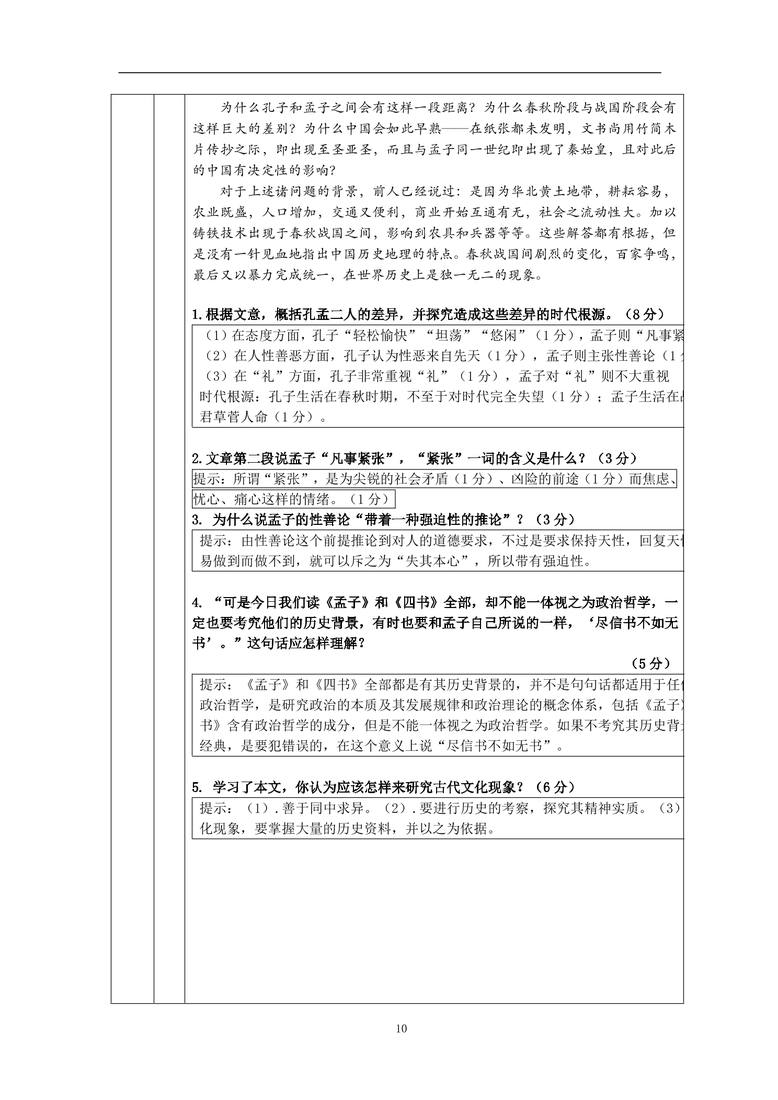 为什么孔子和孟子之间会有这样一段距离？为什么春秋阶段与战国阶段会有
这样巨大的差别？为什么中国会如此早熟——在纸张都未发明，文书尚用竹简木
片传抄之际，即出现至圣亚圣，而且与孟子同一世纪即出现了秦始皇，且对此后
的中国有决定性的影响？
对于上述诸问题的背景，前人已经说过：是因为华北黄土地带，耕耘容易，
农业既盛，人口增加，交通又便利，商业开始互通有无，社会之流动性大。加以
铸铁技术出现于春秋战国之间，影响到农具和兵器等等。这些解答都有根据，但
是没有一针见血地指出中国历史地理的特点。春秋战国间剧烈的变化，百家争鸣，
最后又以暴力完成统一，在世界历史上是独一无二的现象。
1.根据文意，概括孔孟二人的差异，并探究造成这些差异的时代根源。（8分）
（1）在态度方面，孔子“轻松愉快”“坦荡”“悠闲”（1分），孟子则“凡事紧
（2）在人性善恶方面，孔子认为性恶来自先天（1分），孟子则主张性善论（1
（3）在“礼”方面，孔子非常重视“礼”（1分），孟子对“礼”则不大重视
时代根源：孔子生活在春秋时期，不至于对时代完全失望（1分）；孟子生活在
君草菅人命（1分）。
2.文章第二段说孟子“凡事紧张”，“紧张”一词的含义是什么？（3分）
提示：所谓“紧张”，是为尖锐的社会矛盾（1分）、凶险的前途（1分）而焦虑、
忧心、痛心这样的情绪。（1分）
3. 为什么说孟子的性善论“带着一种强迫性的推论”？（3分）
提示：由性善论这个前提推论到对人的道德要求，不过是要求保持天性，回复天
易做到而做不到，就可以斥之为“失其本心”，所以带有强迫性。
4. “可是今日我们读《孟子》和《四书》全部，却不能一体视之为政治哲学，一
定也要考究他们的历史背景，有时也要和孟子自己所说的一样，‘尽信书不如无
书’。”这句话应怎样理解？
（5分）
提示：《孟子》和《四书》全部都是有其历史背景的，并不是句句话都适用于任
政治哲学，是研究政治的本质及其发展规律和政治理论的概念体系，包括《孟子
书》含有政治哲学的成分，但是不能一体视之为政治哲学。如果不考究其历史背
经典，是要犯错误的，在这个意义上说“尽信书不如无书”。
5. 学习了本文，你认为应该怎样来研究古代文化现象？（6分）
提示：（1）.善于同中求异。（2）.要进行历史的考察，探究其精神实质。（3）
化现象，要掌握大量的历史资料，并以之为依据。
10